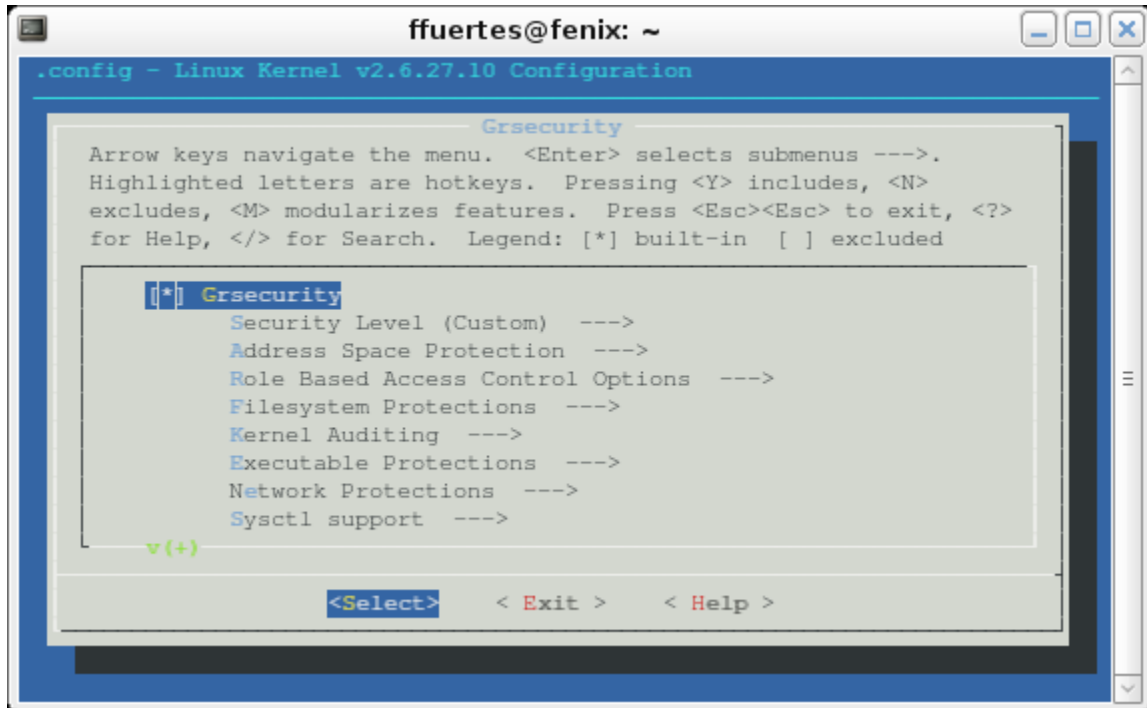 ffuertes@fenix: ~
.config - Linux Kernel v2.6.27.10 Configuration
Grsecurity
Arrow keys navigate the menu.  <Enter> selects submenus --->.
Highlighted letters are hotkeys.  Pressing <Y> includes, <N>
excludes, <M> modularizes features.  Press <Esc><Esc> to exit, <?>
for Help, </> for Search.  Legend: [*] built-in  [ ] excluded
[*] Grsecurity
Security Level (Custom)  --->
Address Space Protection  --->
Role Based Access Control Options  --->
Filesystem Protections  --->
Kernel Auditing  --->
Executable Protections  --->
Network Protections  --->
Sysctl support  --->
v(+)
<Select>    < Exit >    < Help >